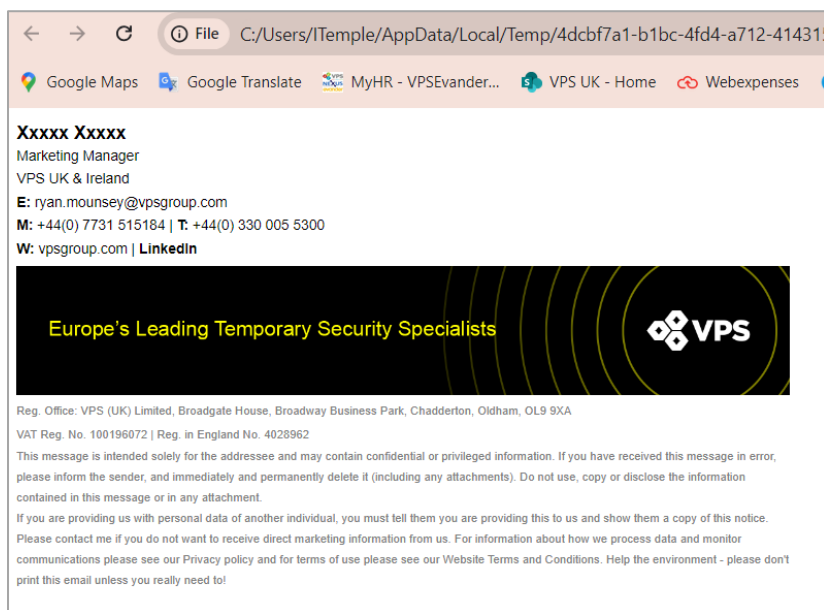 File C:/Users/ITemple/AppData/Local/Temp/4dcbf7a1-b1bc-4fd4-a712-414315
Google Maps Google Translate MyHR - VPSEvander... VPS UK - Home Webexpenses
Xxxxx Xxxxx
Marketing Manager
VPS UK & Ireland
E: ryan.mounsey@vpsgroup.com
M: +44(0) 7731 515184 | T: +44(0) 330 005 5300
W: vpsgroup.com | LinkedIn
Europe's Leading Temporary Security Specialists
VPS
Reg. Office: VPS (UK) Limited, Broadgate House, Broadway Business Park, Chadderton, Oldham, OL9 9XA
VAT Reg. No. 100196072 | Reg. in England No. 4028962
This message is intended solely for the addressee and may contain confidential or privileged information. If you have received this message in error,
please inform the sender, and immediately and permanently delete it (including any attachments). Do not use, copy or disclose the information
contained in this message or in any attachment.
If you are providing us with personal data of another individual, you must tell them you are providing this to us and show them a copy of this notice.
Please contact me if you do not want to receive direct marketing information from us. For information about how we process data and monitor
communications please see our Privacy policy and for terms of use please see our Website Terms and Conditions. Help the environment - please don't
print this email unless you really need to!